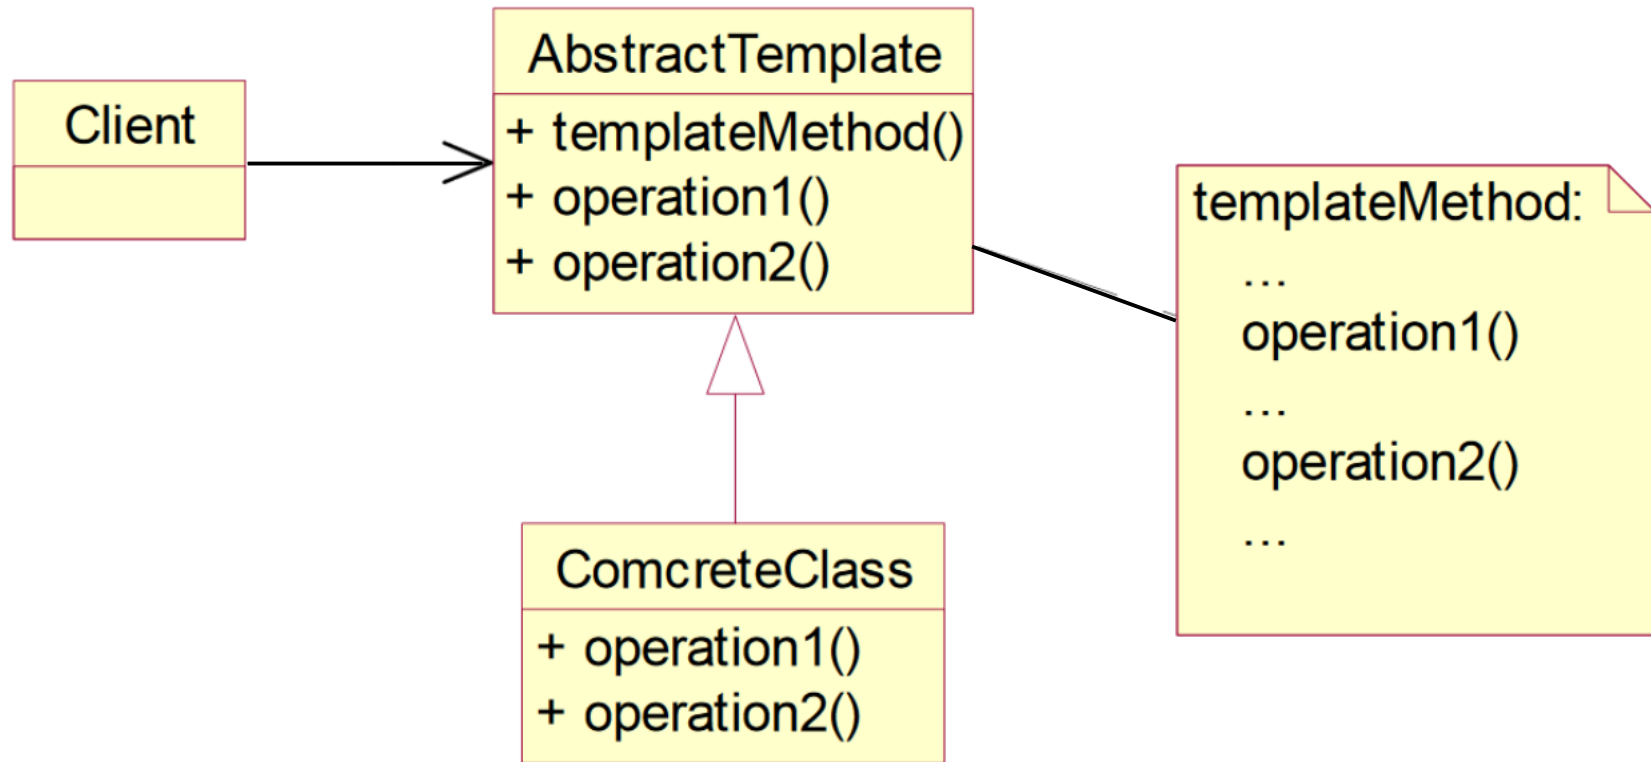 Client
AbstractTemplate
+ templateMethod()
+ operation1()
+ operation2()
templateMethod:
...
operation1()
...
operation2()
...
ComcreteClass
+ operation1()
+ operation2()